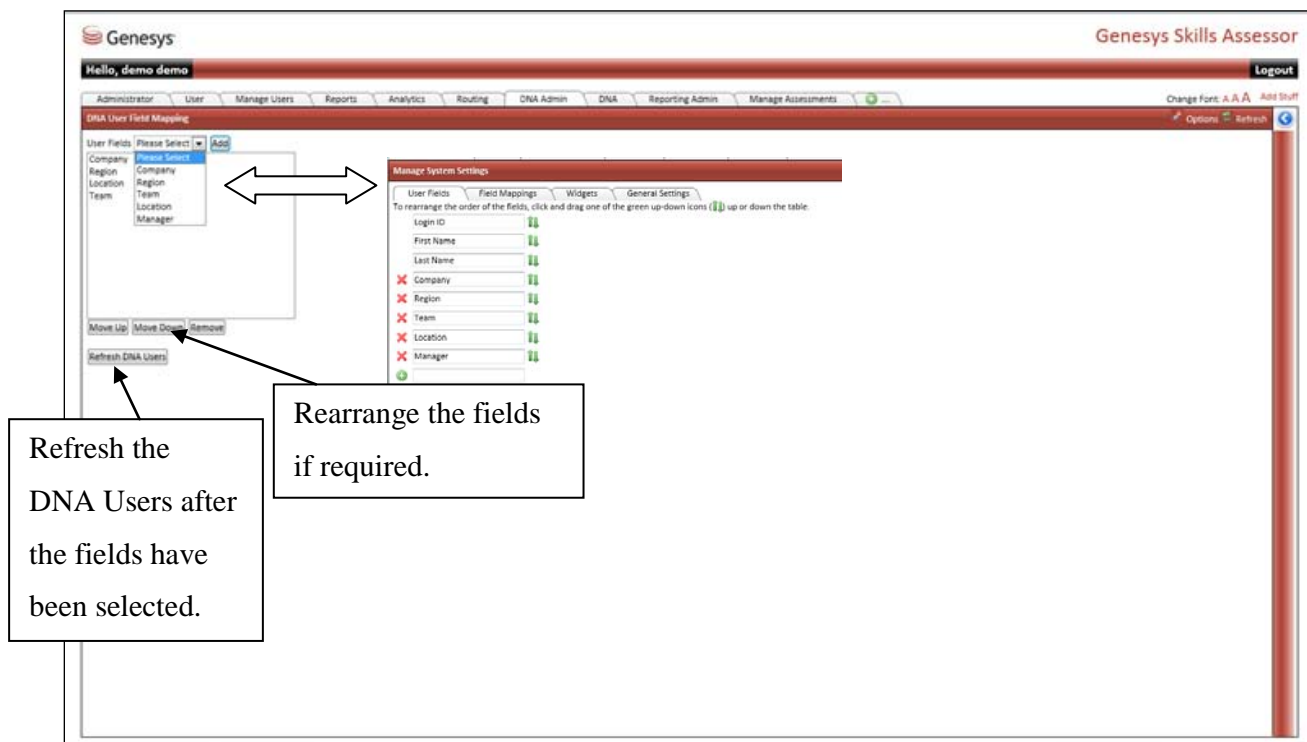 Genesys
Genesys Skills Assessor
Hello, demo demo
Logout
Administrator User Manage Users Reports Analytics Routing DNA Admin DNA Reporting Admin Manage Assessments ...
Change Font: A A A Add Stuff
DNA User Field Mapping
Options Refresh
User Fields Please Select Add
Company
Region
Location
Team
Please Select
Company
Region
Team
Location
Manager
Move Up Move Down Remove
Refresh DNA Users
Manage System Settings
User Fields Field Mappings Widgets General Settings
To rearrange the order of the fields, click and drag one of the green up-down icons ( ) up or down the table.
Login ID
First Name
Last Name
Company
Region
Team
Location
Manager
Rearrange the fields
if required.
Refresh the
DNA Users after
the fields have
been selected.